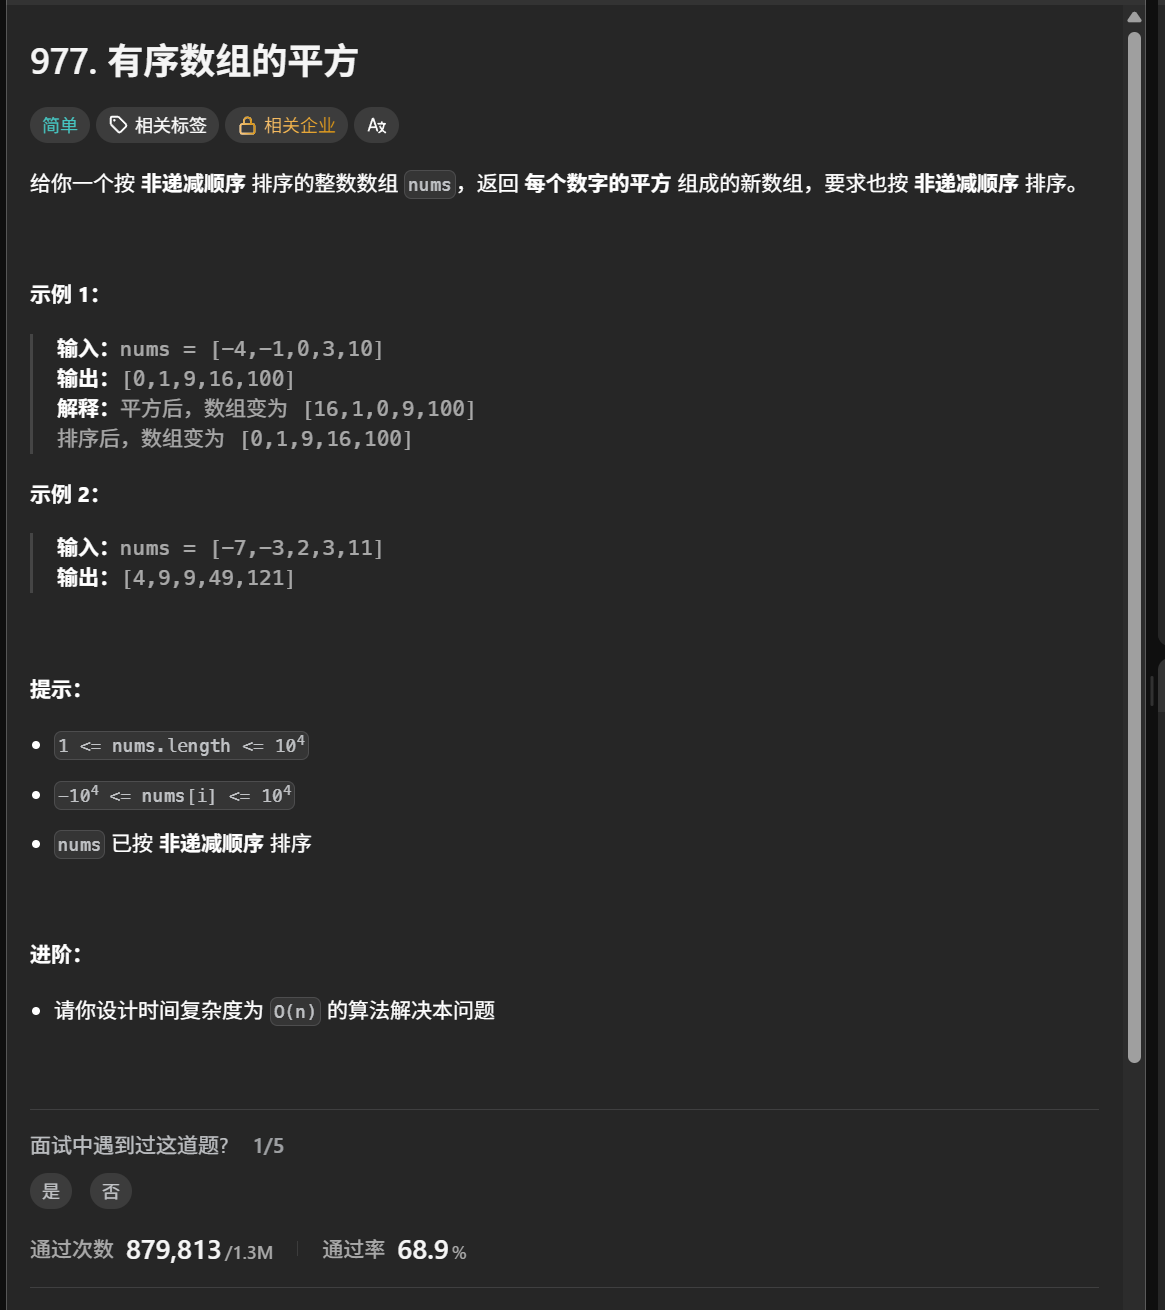 977. 有序数组的平方
简单 相关标签 相关企业 A文
给你一个按 非递减顺序 排序的整数数组 nums，返回 每个数字的平方 组成的新数组，要求也按 非递减顺序 排序。
示例 1：
输入：nums = [-4,-1,0,3,10]
输出：[0,1,9,16,100]
解释：平方后，数组变为 [16,1,0,9,100]
排序后，数组变为 [0,1,9,16,100]
示例 2：
输入：nums = [-7,-3,2,3,11]
输出：[4,9,9,49,121]
提示：
1 <= nums.length <= 10⁴
-10⁴ <= nums[i] <= 10⁴
nums 已按 非递减顺序 排序
进阶：
请你设计时间复杂度为 O(n) 的算法解决本问题
面试中遇到过这道题? 1/5
是 否
通过次数 879,813/1.3M 通过率 68.9%